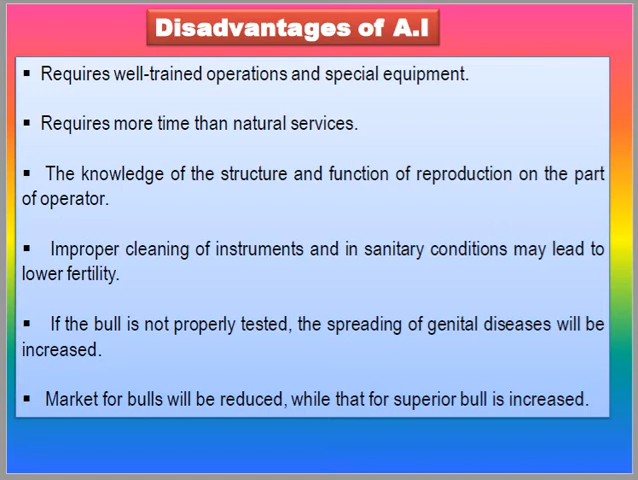 Disadvantages of A.I
▪ Requires well-trained operations and special equipment.
▪ Requires more time than natural services.
▪ The knowledge of the structure and function of reproduction on the part
of operator.
▪ Improper cleaning of instruments and in sanitary conditions may lead to
lower fertility.
▪ If the bull is not properly tested, the spreading of genital diseases will be
increased.
▪ Market for bulls will be reduced, while that for superior bull is increased.